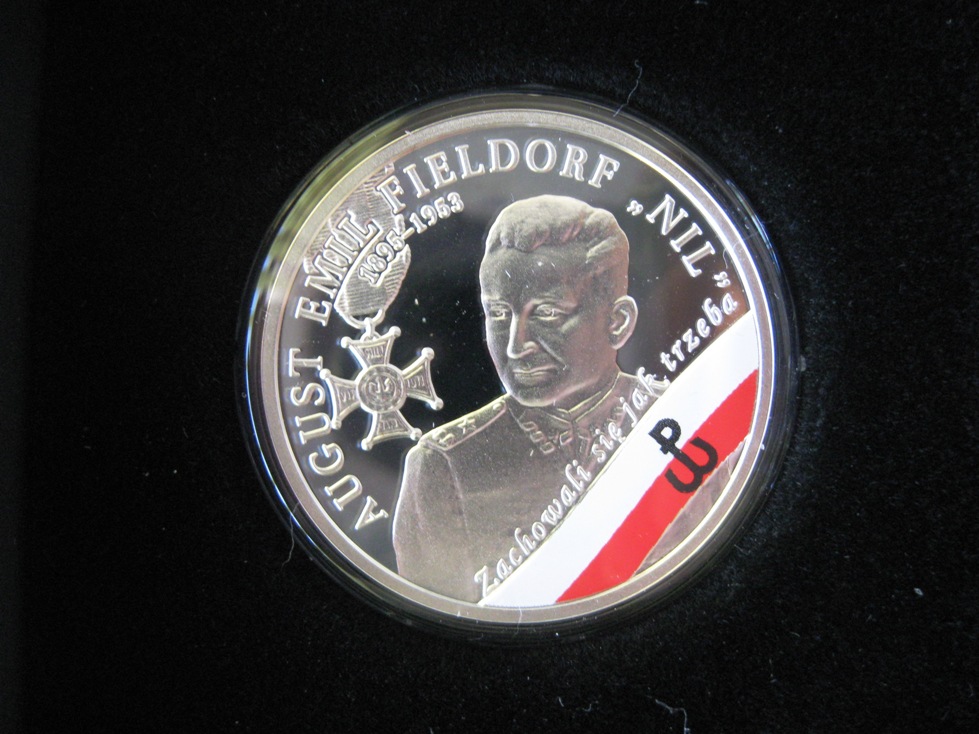 AUGUST EMIL FIELDORF „NIL”
1895–1953
Zachowali się jak trzeba